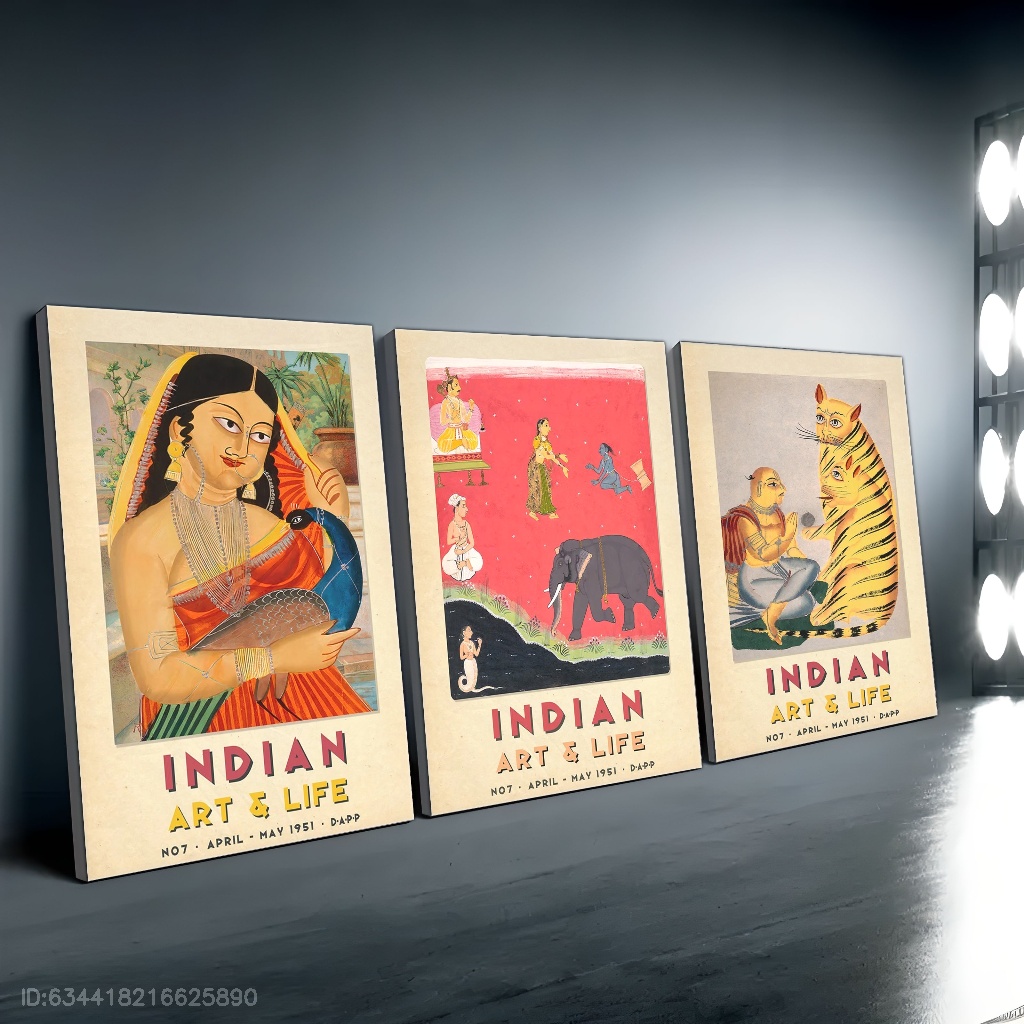 INDIAN
ART & LIFE
NO7 · APRIL - MAY 1951 · D·A·P·P
INDIAN
ART & LIFE
NO7 · APRIL - MAY 1951 · D·A·P·P
INDIAN
ART & LIFE
NO7 · APRIL - MAY 1951 · D·A·P·P
ID:634418216625890